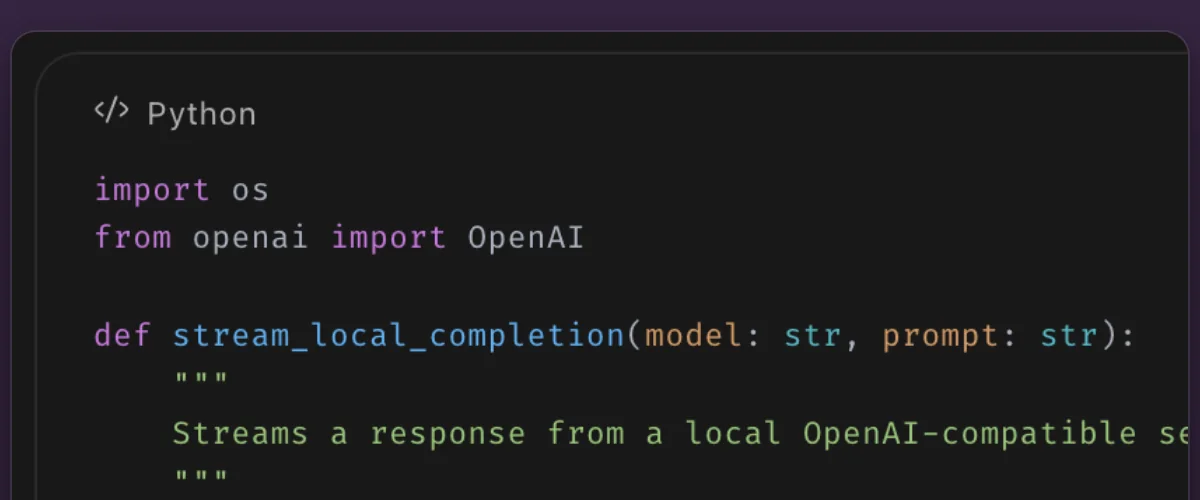 </> Python
import os
from openai import OpenAI
def stream_local_completion(model: str, prompt: str):
"""
Streams a response from a local OpenAI-compatible
"""